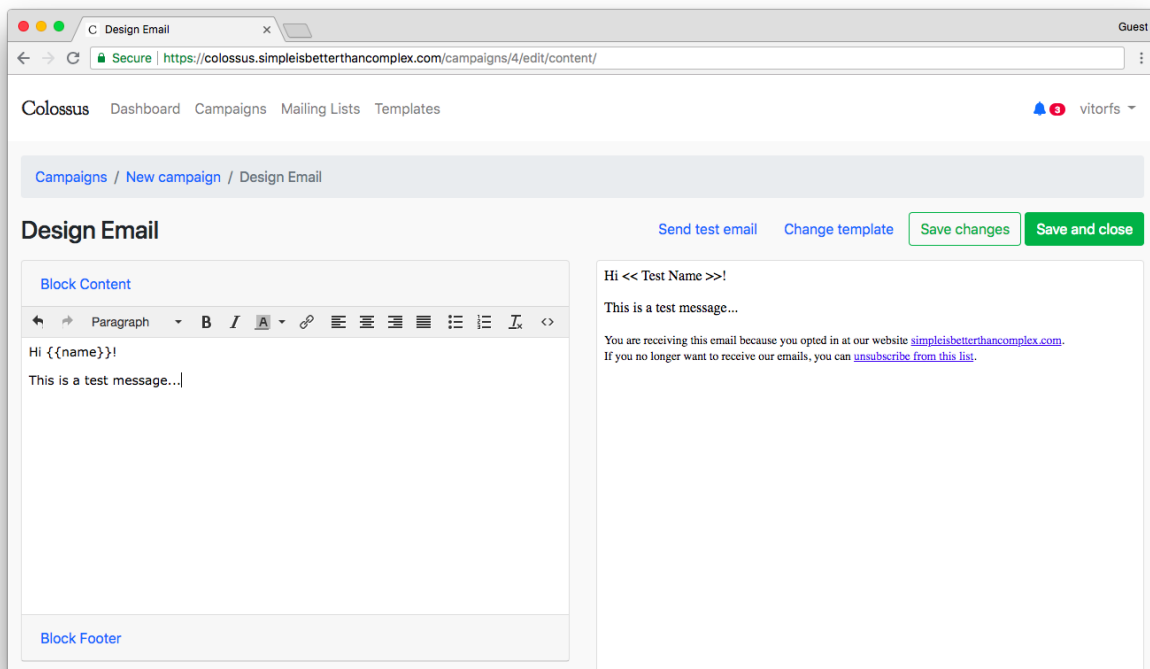 C Design Email
Guest
Secure https://colossus.simpleisbetterthancomplex.com/campaigns/4/edit/content/
Colossus Dashboard Campaigns Mailing Lists Templates 3 vitorfs
Campaigns / New campaign / Design Email
Design Email Send test email Change template Save changes Save and close
Block Content
Paragraph B I A
Hi {{name}}!
This is a test message...
Block Footer
Hi << Test Name >>!
This is a test message...
You are receiving this email because you opted in at our website simpleisbetterthancomplex.com.
If you no longer want to receive our emails, you can unsubscribe from this list.